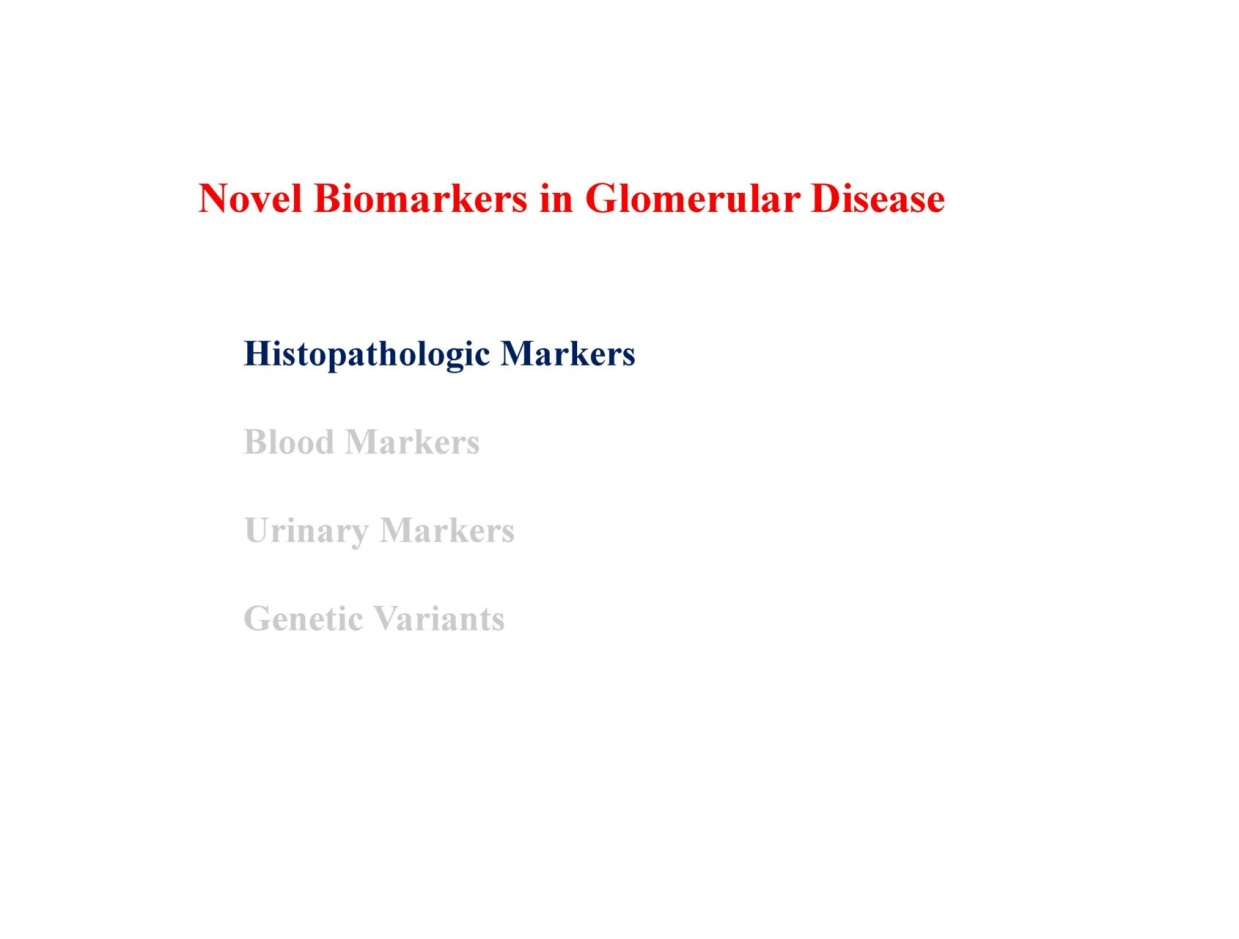 Novel Biomarkers in Glomerular Disease
Histopathologic Markers
Blood Markers
Urinary Markers
Genetic Variants